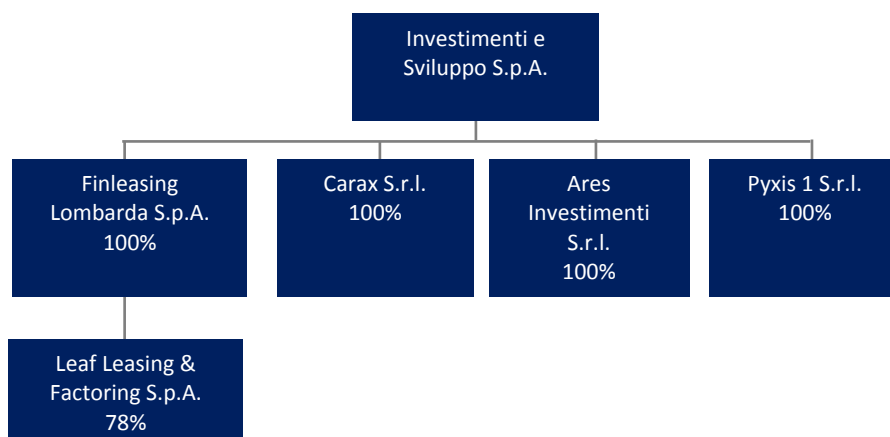 Investimenti e
Sviluppo S.p.A.
Finleasing
Lombarda S.p.A.
100%
Carax S.r.l.
100%
Ares
Investimenti
S.r.l.
100%
Pyxis 1 S.r.l.
100%
Leaf Leasing &
Factoring S.p.A.
78%